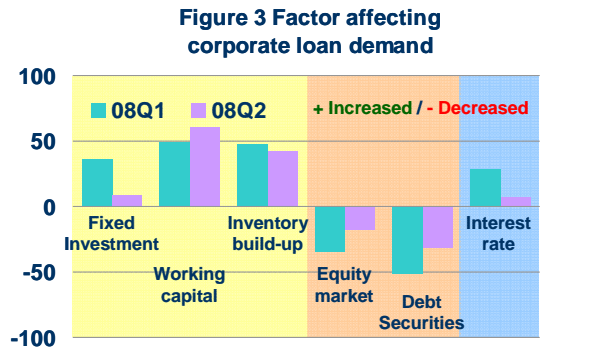 Figure 3 Factor affecting
corporate loan demand
100
08Q1 08Q2 + Increased / - Decreased
50
0
Fixed
Investment
Inventory
build-up
Interest
rate
-50
Working
capital
Equity
market
Debt
Securities
-100